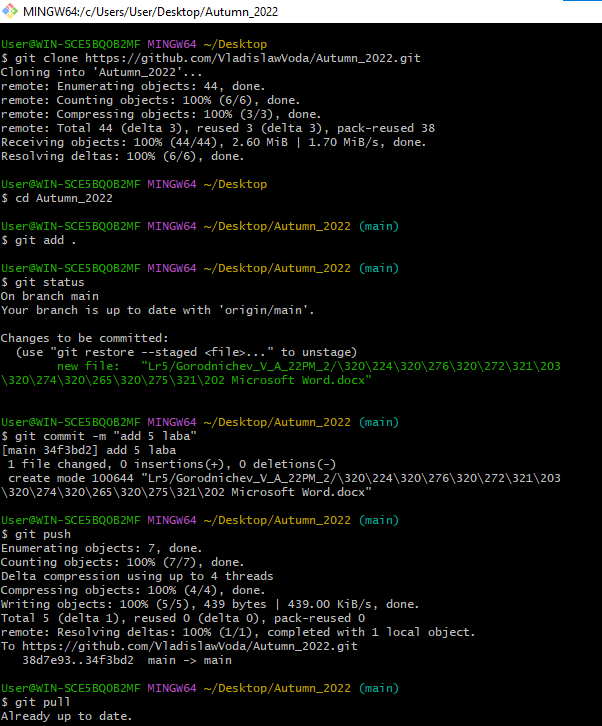 MINGW64:/c/Users/User/Desktop/Autumn_2022
User@WIN-SCE5BQOB2MF MINGW64 ~/Desktop
$ git clone https://github.com/VladislawVoda/Autumn_2022.git
Cloning into 'Autumn_2022'...
remote: Enumerating objects: 44, done.
remote: Counting objects: 100% (6/6), done.
remote: Compressing objects: 100% (3/3), done.
remote: Total 44 (delta 3), reused 3 (delta 3), pack-reused 38
Receiving objects: 100% (44/44), 2.60 MiB | 1.70 MiB/s, done.
Resolving deltas: 100% (6/6), done.
User@WIN-SCE5BQOB2MF MINGW64 ~/Desktop
$ cd Autumn_2022
User@WIN-SCE5BQOB2MF MINGW64 ~/Desktop/Autumn_2022 (main)
$ git add .
User@WIN-SCE5BQOB2MF MINGW64 ~/Desktop/Autumn_2022 (main)
$ git status
On branch main
Your branch is up to date with 'origin/main'.
Changes to be committed:
(use "git restore --staged <file>..." to unstage)
new file: "Lr5/Gorodnichev_V_A_22PM_2/\320\224\320\276\320\272\321\203
\320\274\320\265\320\275\321\202 Microsoft Word.docx"
User@WIN-SCE5BQOB2MF MINGW64 ~/Desktop/Autumn_2022 (main)
$ git commit -m "add 5 laba"
[main 34f3bd2] add 5 laba
1 file changed, 0 insertions(+), 0 deletions(-)
create mode 100644 "Lr5/Gorodnichev_V_A_22PM_2/\320\224\320\276\320\272\321\203
\320\274\320\265\320\275\321\202 Microsoft Word.docx"
User@WIN-SCE5BQOB2MF MINGW64 ~/Desktop/Autumn_2022 (main)
$ git push
Enumerating objects: 7, done.
Counting objects: 100% (7/7), done.
Delta compression using up to 4 threads
Compressing objects: 100% (4/4), done.
Writing objects: 100% (5/5), 439 bytes | 439.00 KiB/s, done.
Total 5 (delta 1), reused 0 (delta 0), pack-reused 0
remote: Resolving deltas: 100% (1/1), completed with 1 local object.
To https://github.com/VladislawVoda/Autumn_2022.git
38d7e93..34f3bd2 main -> main
User@WIN-SCE5BQOB2MF MINGW64 ~/Desktop/Autumn_2022 (main)
$ git pull
Already up to date.